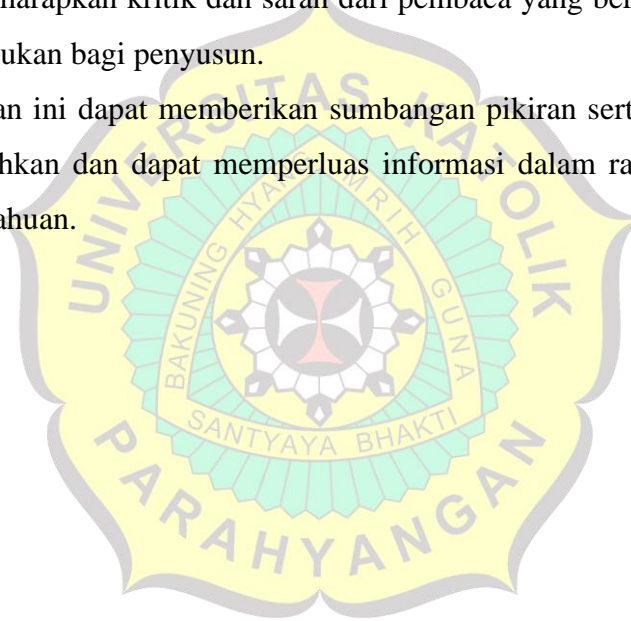 harapkan kritik dan saran dari pembaca yang be
ukan bagi penyusun.
an ini dapat memberikan sumbangan pikiran sert
hkan dan dapat memperluas informasi dalam ra
ahuan.
UNIVERSITAS KATOLIK
BAKUNING HYANG MRIH GUNA
SANTYAYA BHAKTI
PARAHYANGAN